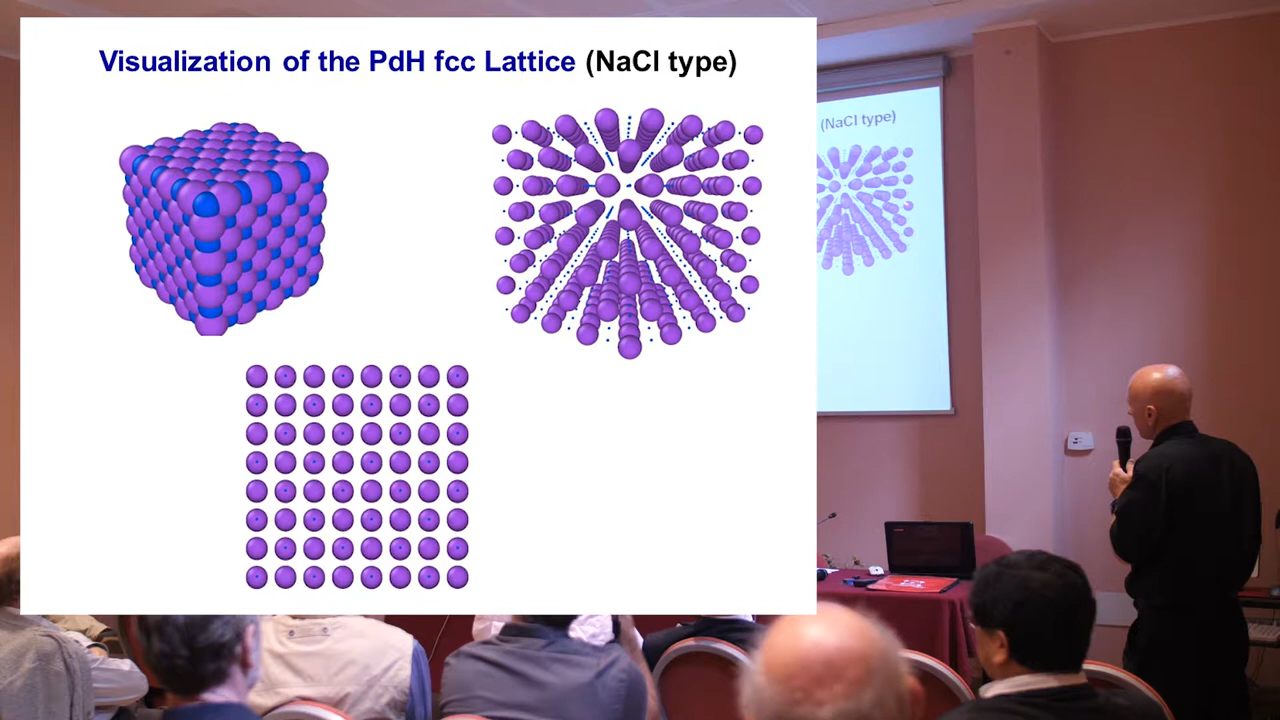 Visualization of the PdH fcc Lattice (NaCl type)
(NaCl type)